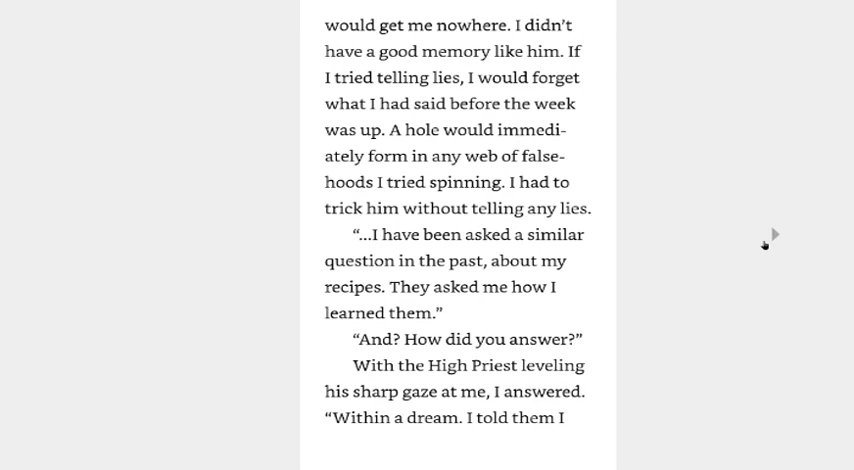 would get me nowhere. I didn’t
have a good memory like him. If
I tried telling lies, I would forget
what I had said before the week
was up. A hole would immedi-
ately form in any web of false-
hoods I tried spinning. I had to
trick him without telling any lies.
“...I have been asked a similar
question in the past, about my
recipes. They asked me how I
learned them.”
“And? How did you answer?”
With the High Priest leveling
his sharp gaze at me, I answered.
“Within a dream. I told them I